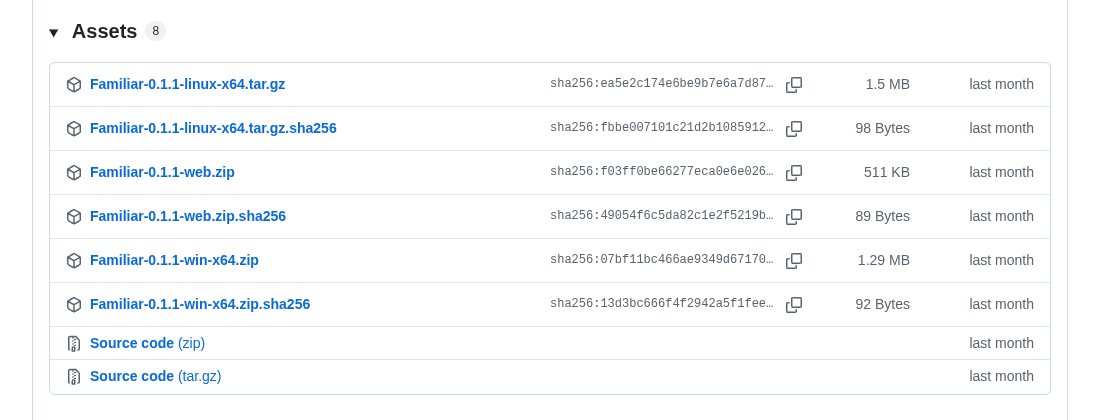 Assets 8
Familiar-0.1.1-linux-x64.tar.gz sha256:ea5e2c174e6be9b7e6a7d87… 1.5 MB last month
Familiar-0.1.1-linux-x64.tar.gz.sha256 sha256:fbbe007101c21d2b1085912… 98 Bytes last month
Familiar-0.1.1-web.zip sha256:f03ff0be66277eca0e6e026… 511 KB last month
Familiar-0.1.1-web.zip.sha256 sha256:49054f6c5da82c1e2f5219b… 89 Bytes last month
Familiar-0.1.1-win-x64.zip sha256:07bf11bc466ae9349d67170… 1.29 MB last month
Familiar-0.1.1-win-x64.zip.sha256 sha256:13d3bc666f4f2942a5f1fee… 92 Bytes last month
Source code (zip) last month
Source code (tar.gz) last month